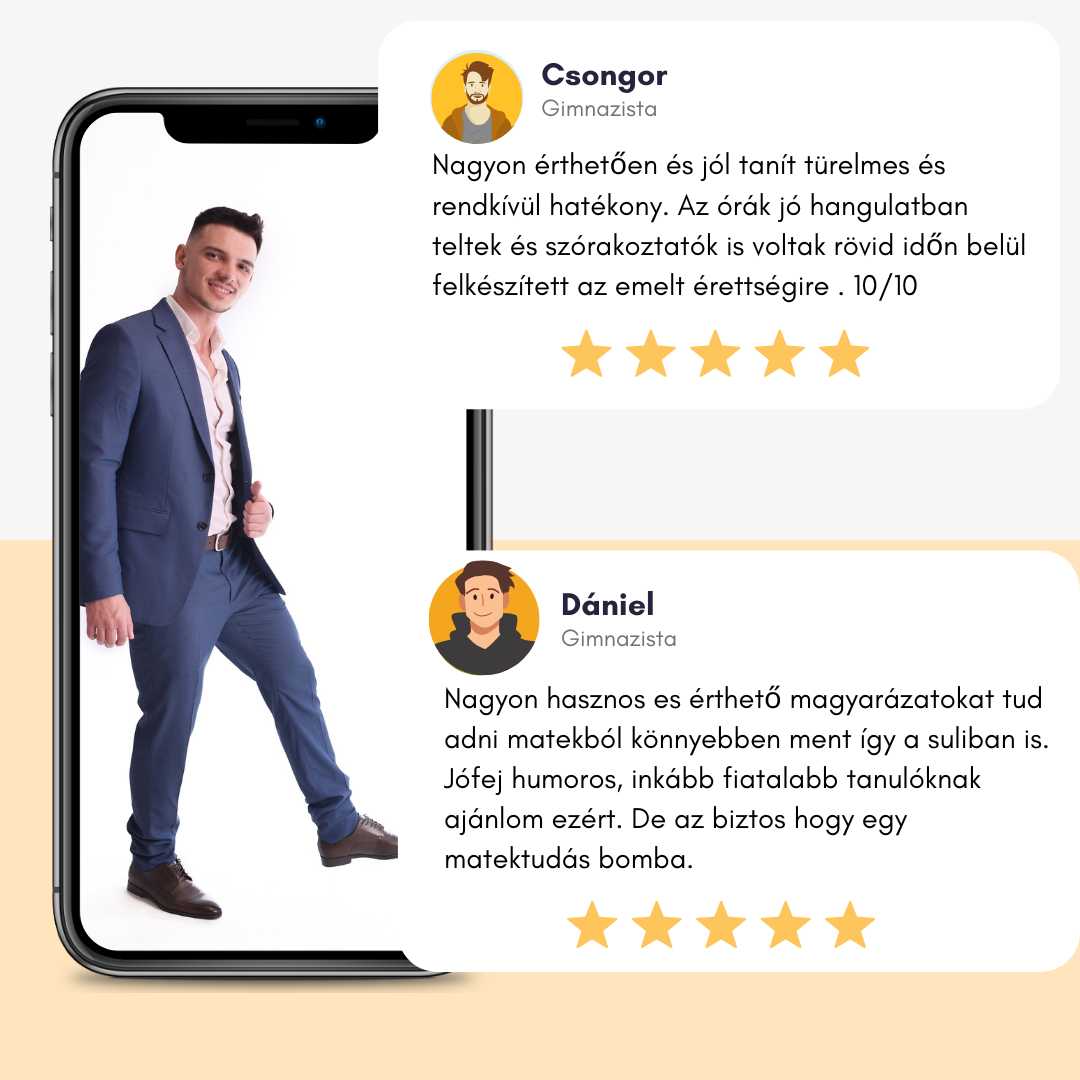 Csongor
Gimnazista
Nagyon érthetően és jól tanít türelmes és
rendkívül hatékony. Az órák jó hangulatban
teltek és szórakoztatók is voltak rövid időn belül
felkészített az emelt érettségire . 10/10
Dániel
Gimnazista
Nagyon hasznos es érthető magyarázatokat tud
adni matekból könnyebben ment így a suliban is.
Jófej humoros, inkább fiatalabb tanulóknak
ajánlom ezért. De az biztos hogy egy
matektudás bomba.